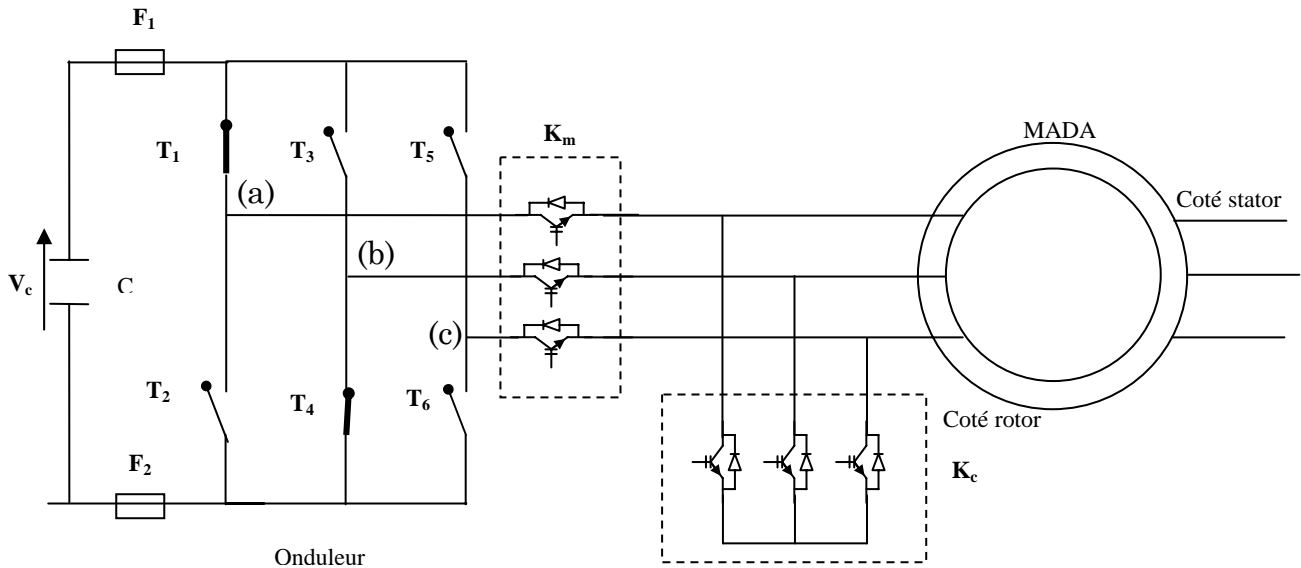 F1
T1
T3
T5
Km
MADA
(a)
Coté stator
(b)
Vc
C
(c)
T2
T4
T6
Coté rotor
F2
Kc
Onduleur